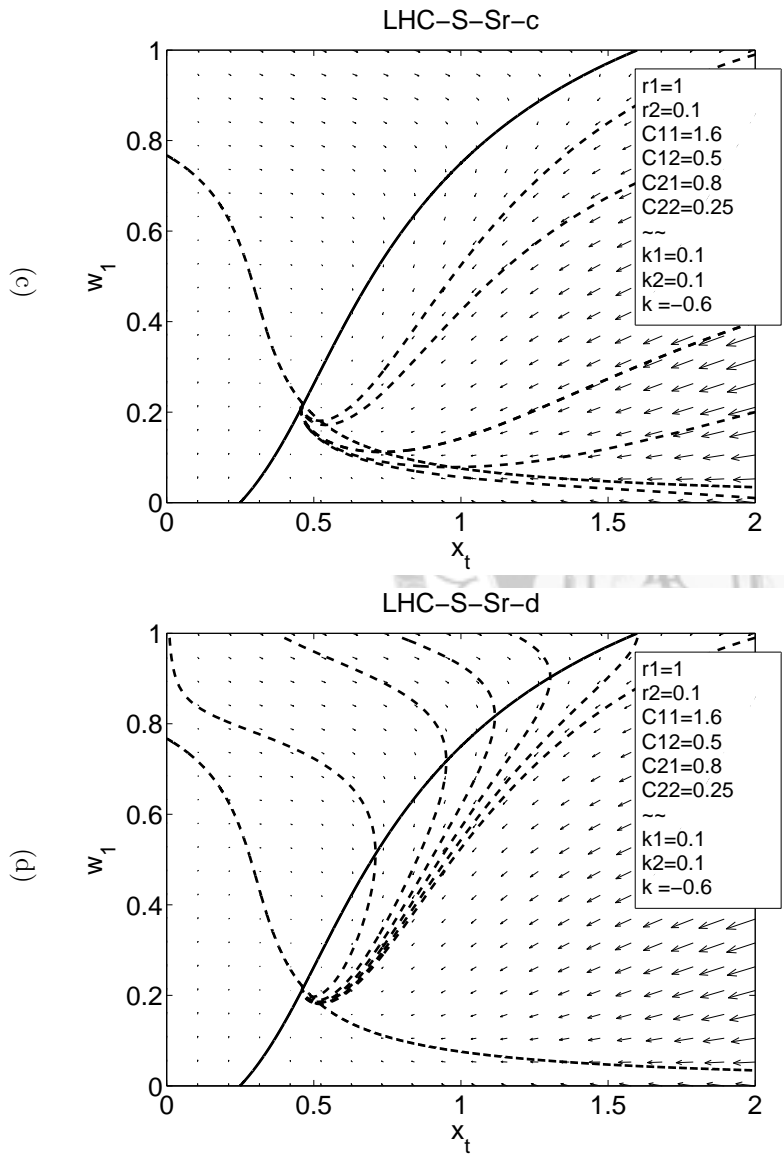 LHC−S−Sr−c
1
0.8
0.6
0.4
0.2
0
w1
(c)
r1=1
r2=0.1
C11=1.6
C12=0.5
C21=0.8
C22=0.25
~~
k1=0.1
k2=0.1
k =−0.6
0 0.5 1 1.5 2
xt
LHC−S−Sr−d
1
0.8
0.6
0.4
0.2
0
w1
(d)
r1=1
r2=0.1
C11=1.6
C12=0.5
C21=0.8
C22=0.25
~~
k1=0.1
k2=0.1
k =−0.6
0 0.5 1 1.5 2
xt